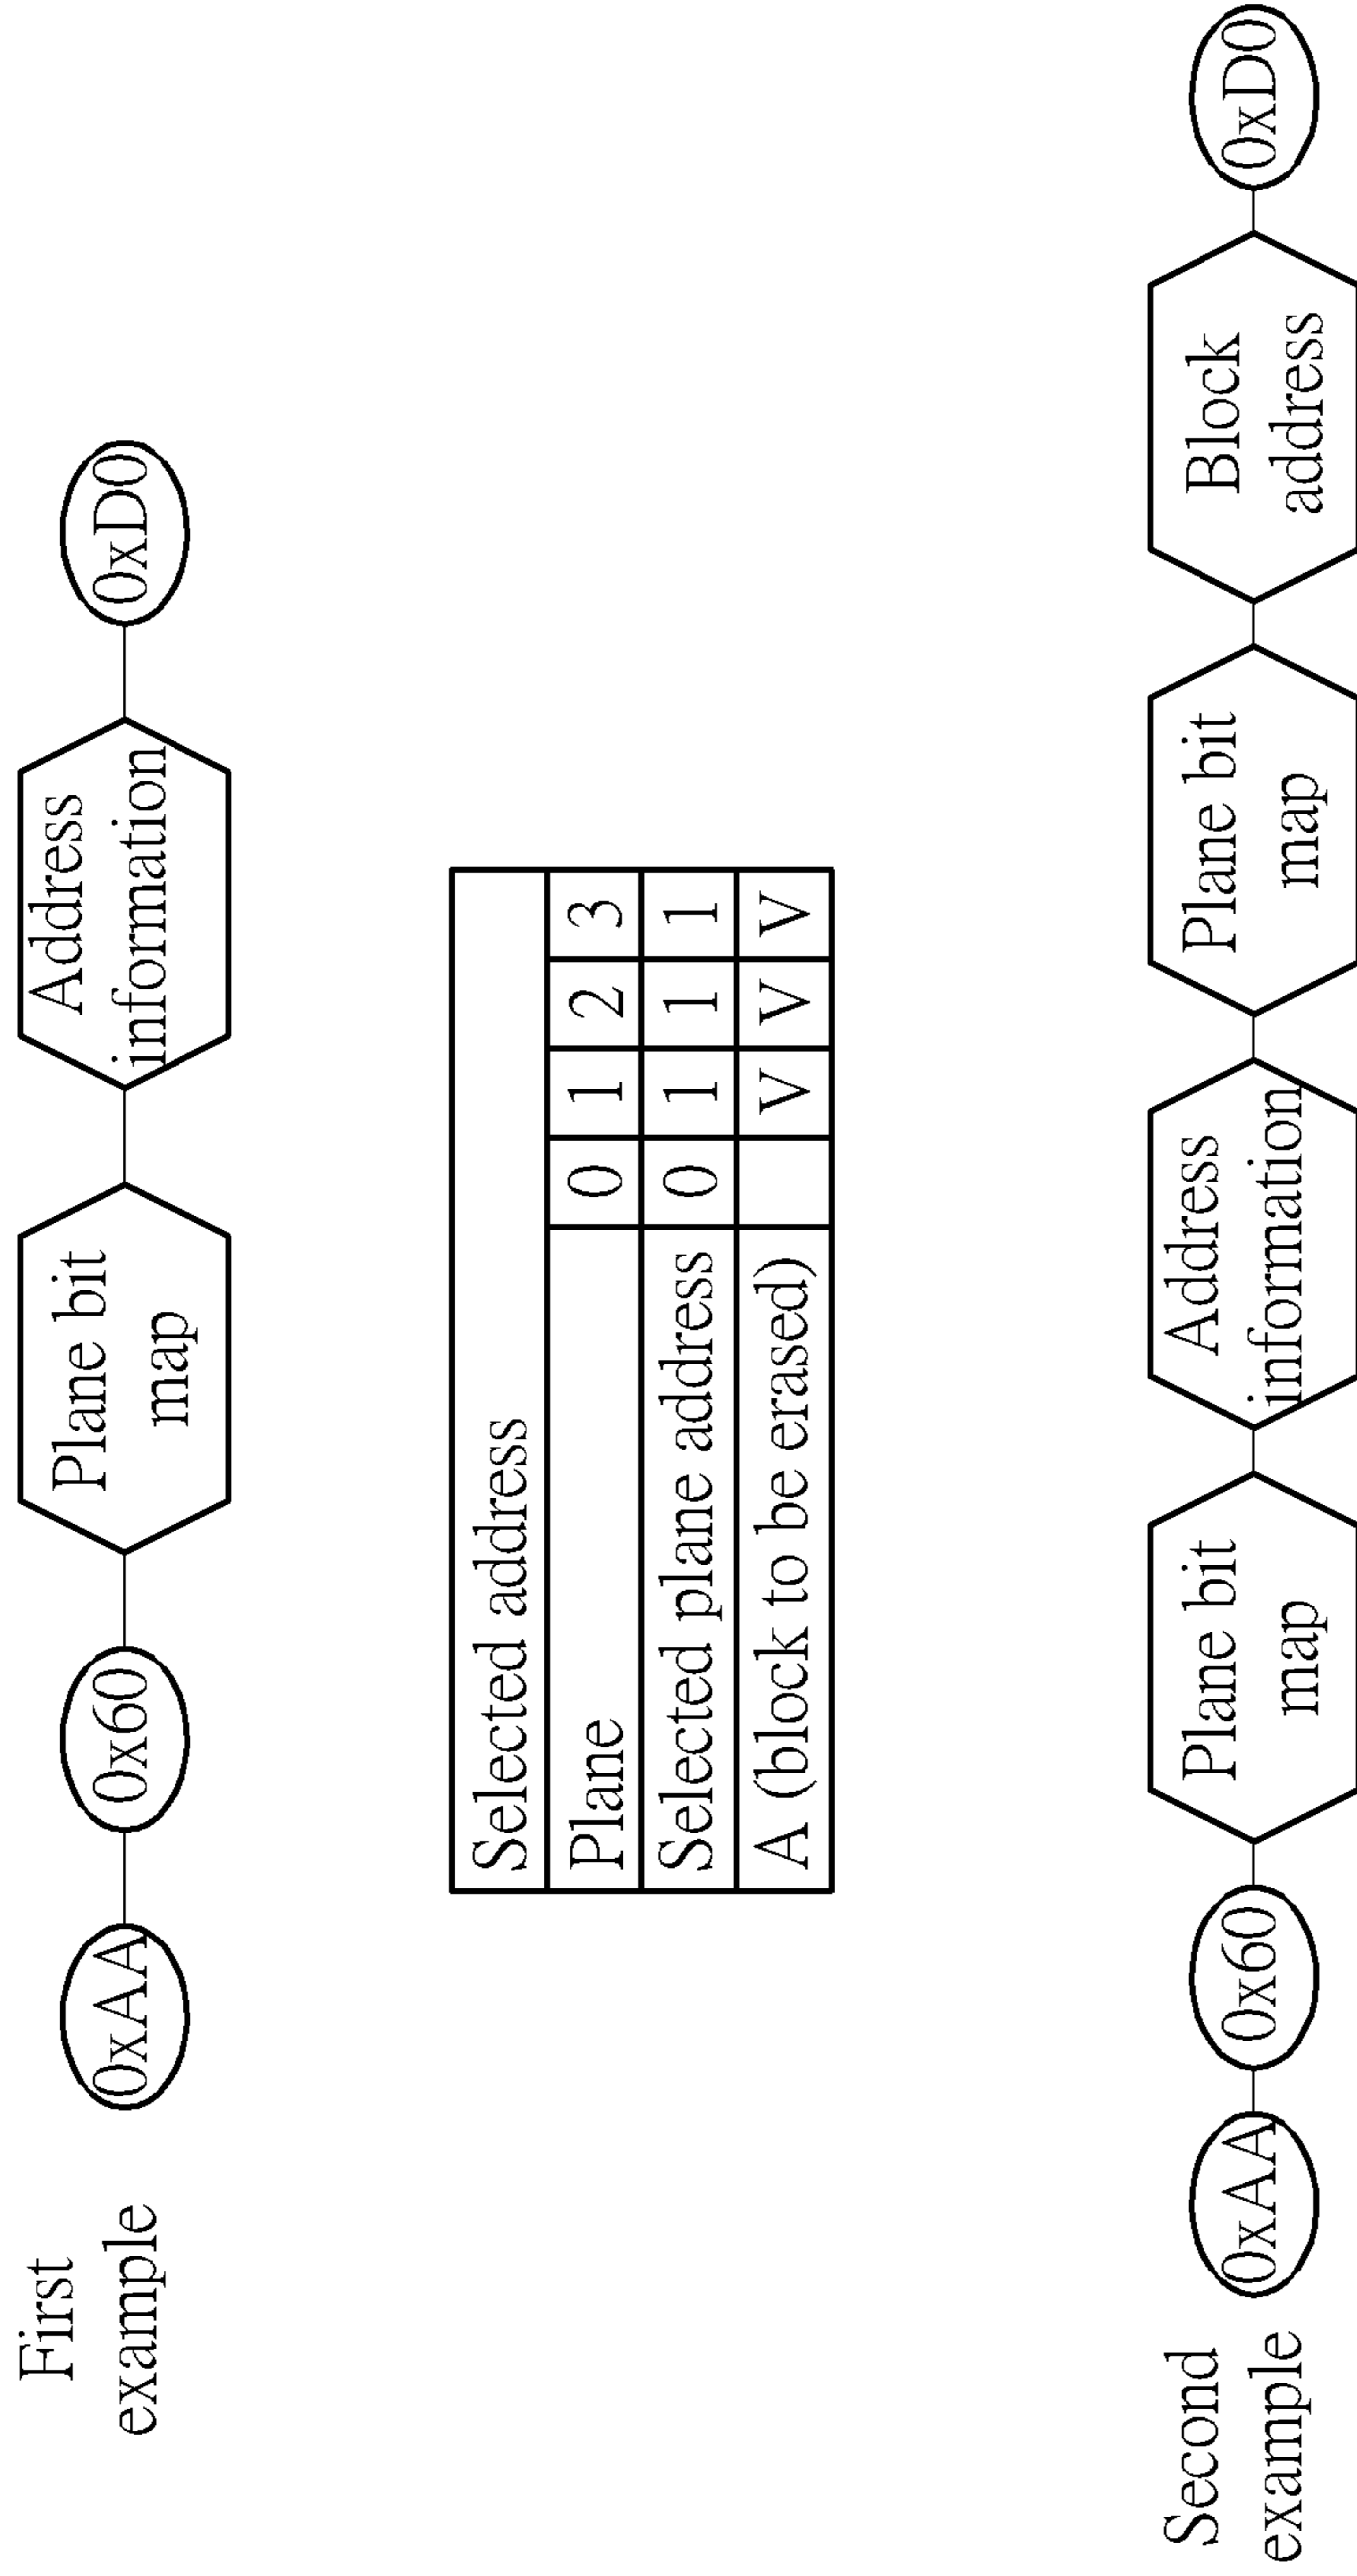 First
example
0xAA
0x60
Plane bit
map
Address
information
0xD0
Selected address
Plane 0 1 2 3
Selected plane address 0 1 1 1
A (block to be erased) V V V
Second
example
0xAA
0x60
Plane bit
map
Address
information
Plane bit
map
Block
address
0xD0